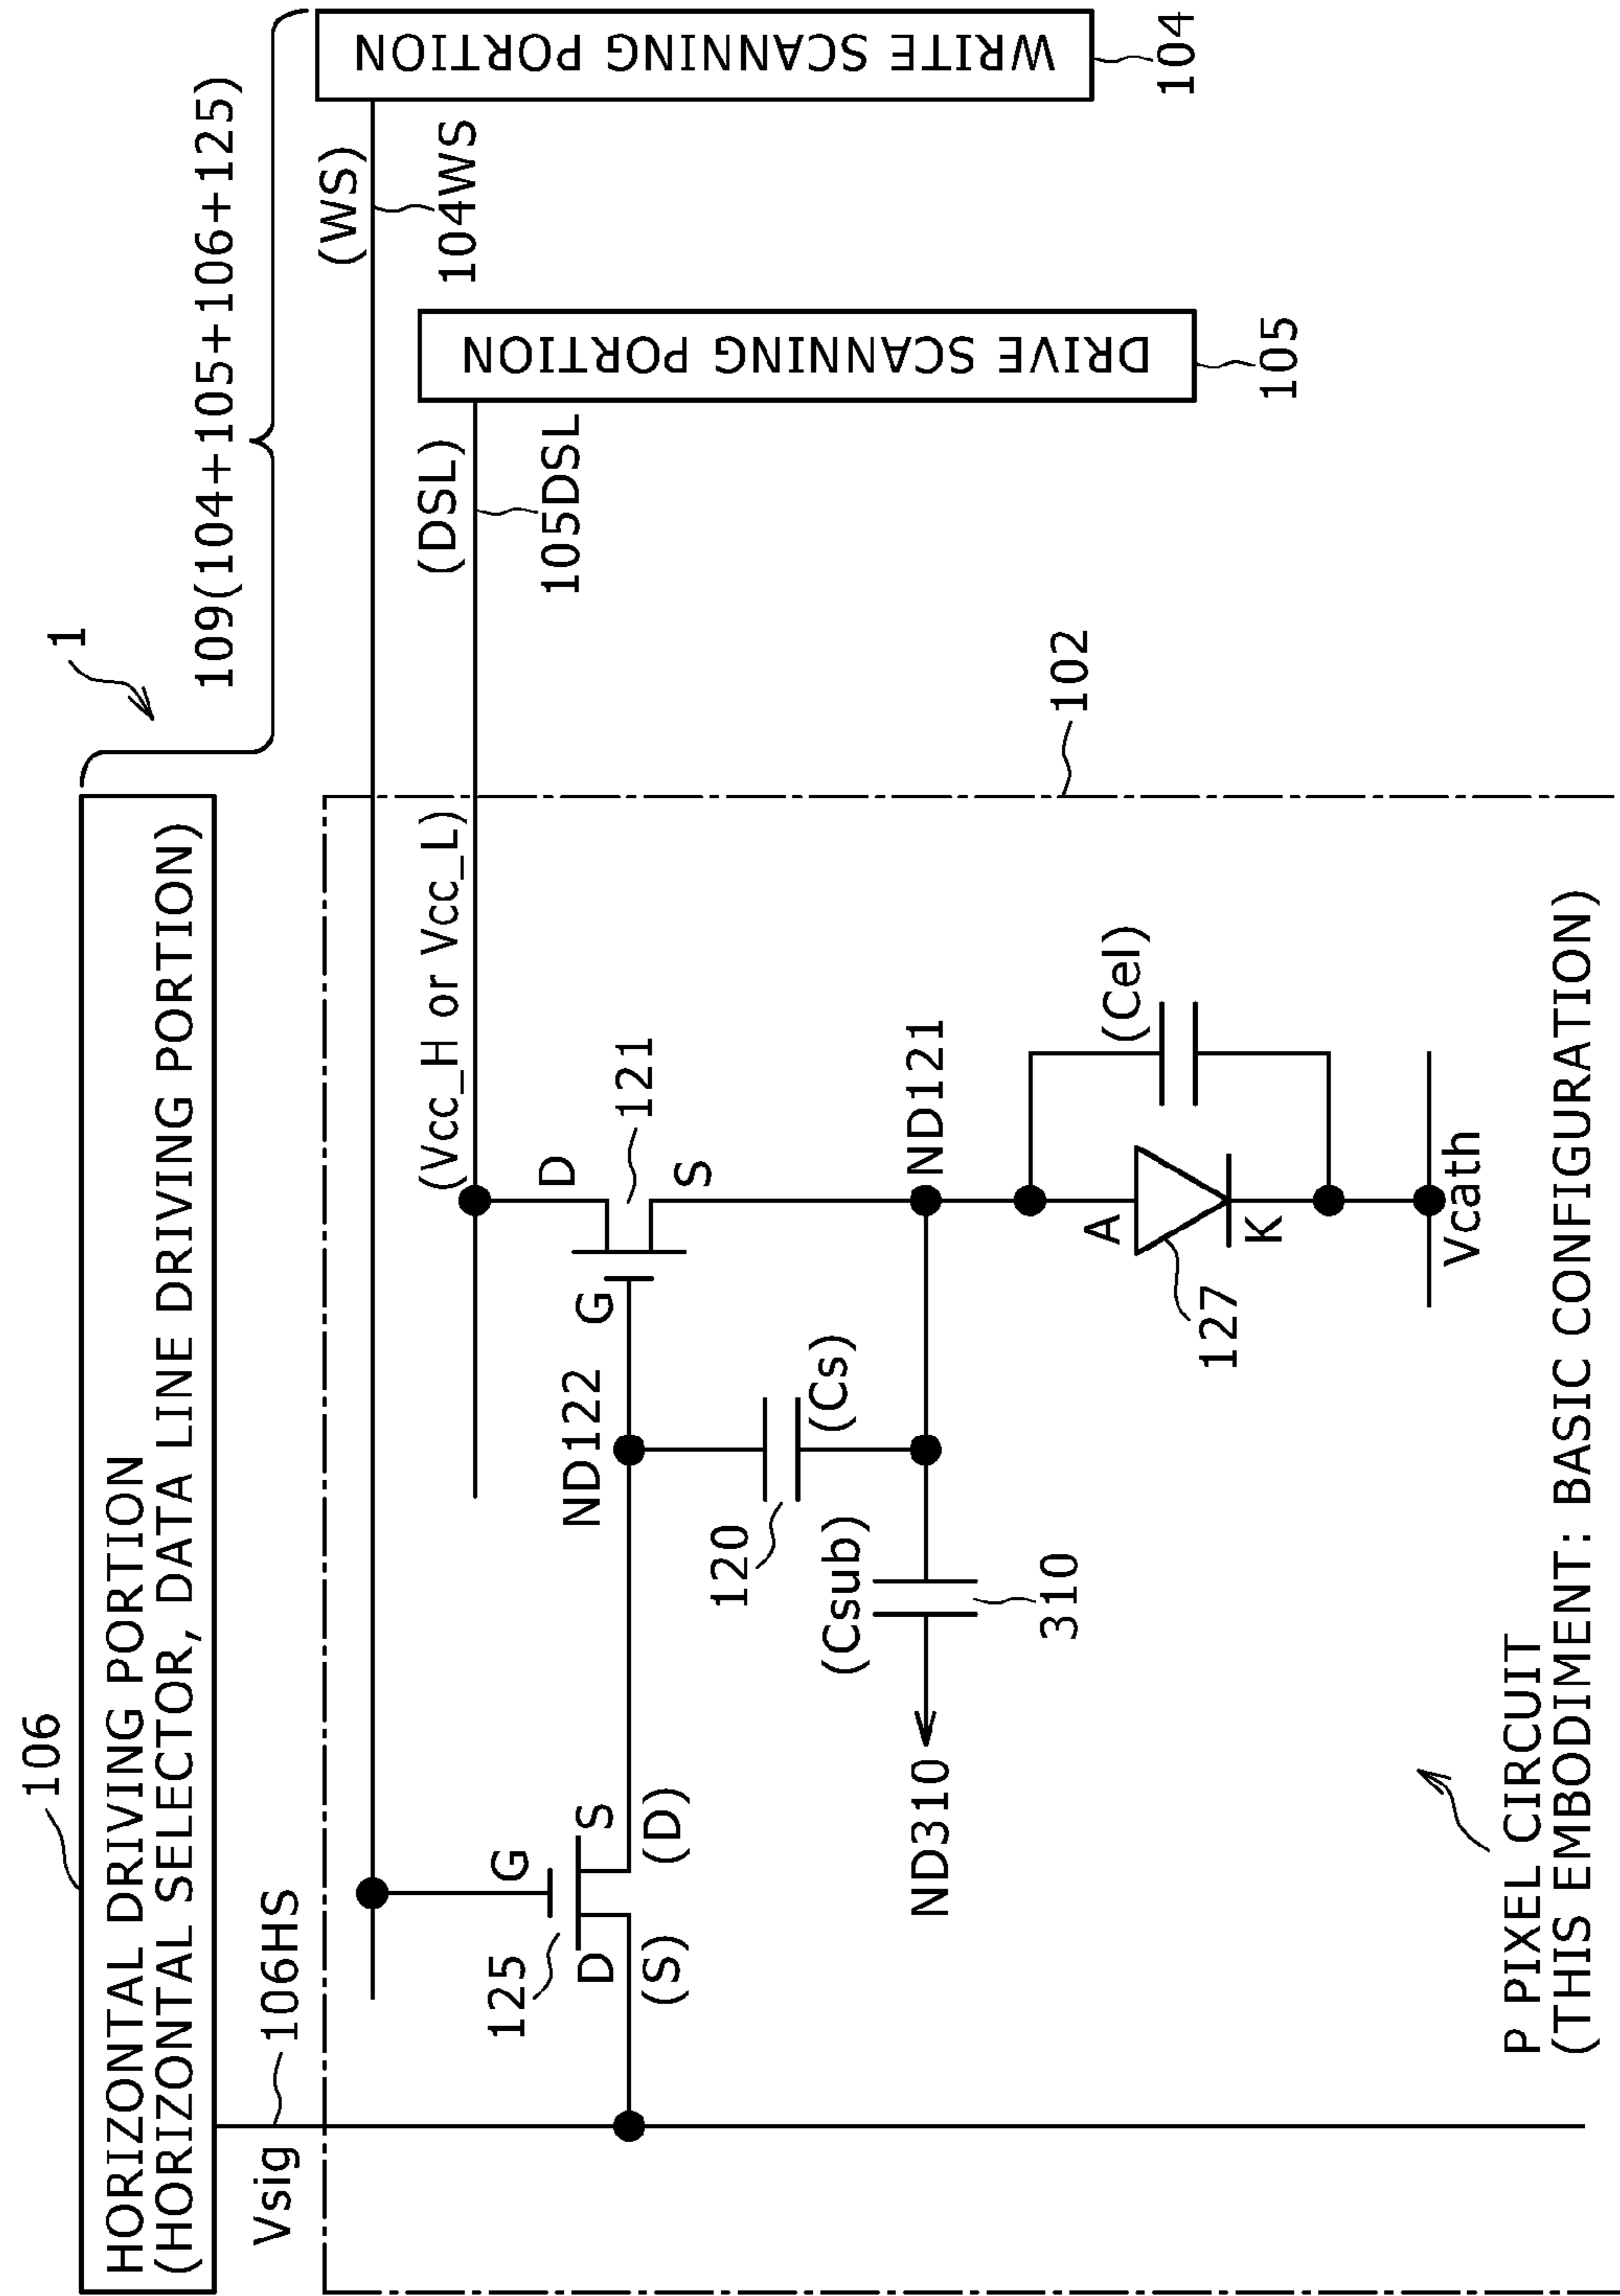 106
HORIZONTAL DRIVING PORTION
(HORIZONTAL SELECTOR, DATA LINE DRIVING PORTION)
1
109(104+105+106+125)
Vsig
106HS
(WS)
104WS
WRITE SCANNING PORTION
104
(DSL)
105DSL
DRIVE SCANNING PORTION
105
(Vcc_H or Vcc_L)
102
125
G
D
S
(S)
(D)
ND122
G
D
121
S
120
(Cs)
(Csub)
310
ND310
ND121
A
127
K
(Cel)
Vcath
P PIXEL CIRCUIT
(THIS EMBODIMENT: BASIC CONFIGURATION)